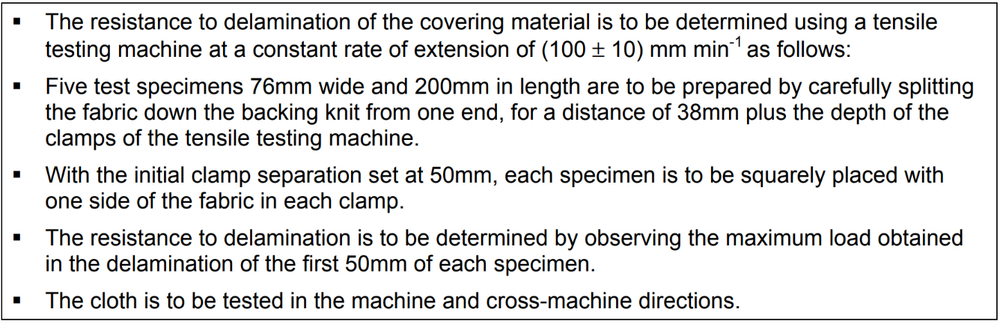 ▪ The resistance to delamination of the covering material is to be determined using a tensile
testing machine at a constant rate of extension of (100 ± 10) mm min⁻¹ as follows:
▪ Five test specimens 76mm wide and 200mm in length are to be prepared by carefully splitting
the fabric down the backing knit from one end, for a distance of 38mm plus the depth of the
clamps of the tensile testing machine.
▪ With the initial clamp separation set at 50mm, each specimen is to be squarely placed with
one side of the fabric in each clamp.
▪ The resistance to delamination is to be determined by observing the maximum load obtained
in the delamination of the first 50mm of each specimen.
▪ The cloth is to be tested in the machine and cross-machine directions.